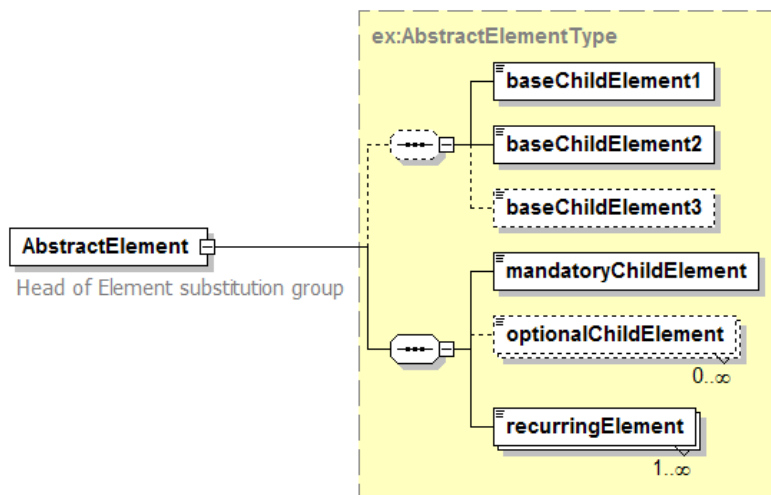 ex:AbstractElementType
baseChildElement1
baseChildElement2
baseChildElement3
AbstractElement
Head of Element substitution group
mandatoryChildElement
optionalChildElement
0..∞
recurringElement
1..∞